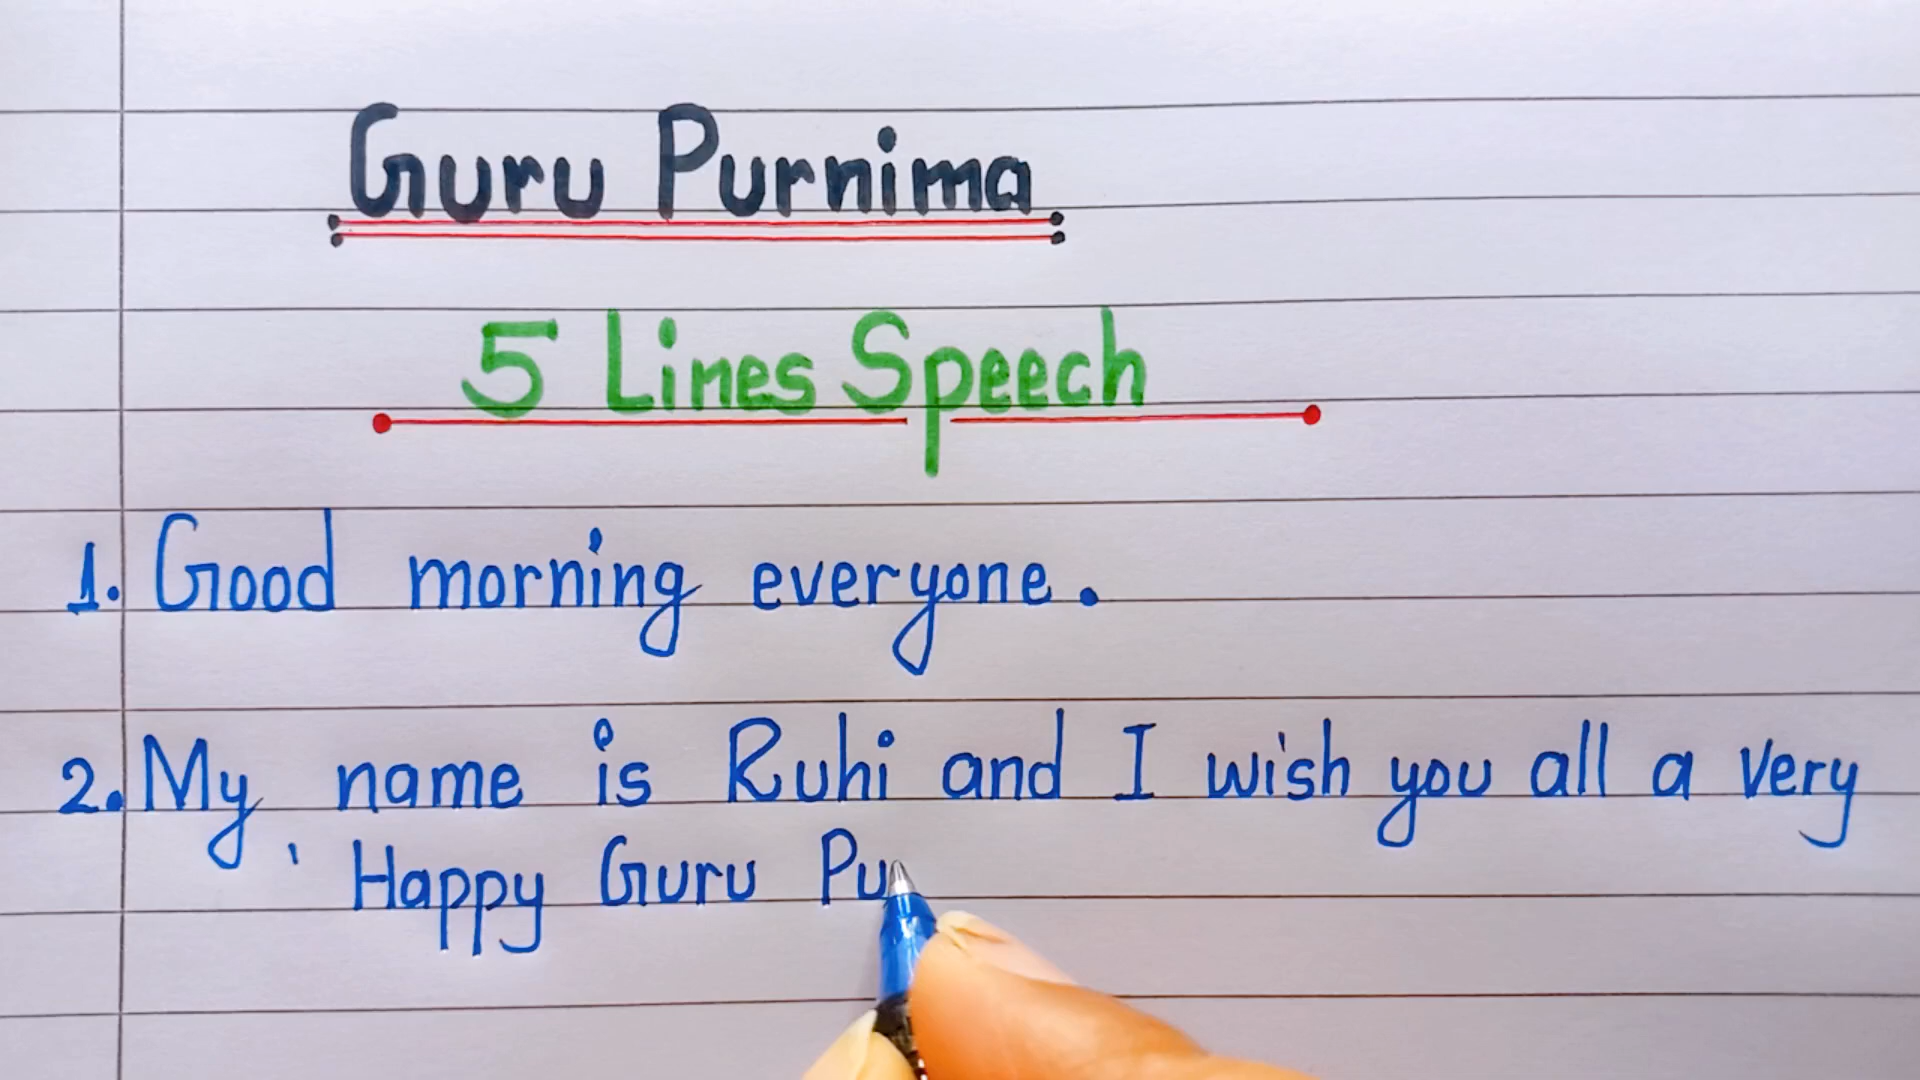 Guru Purnima
5 Lines Speech
1. Good morning everyone.
2. My name is Ruhi and I wish you all a very
Happy Guru Pu